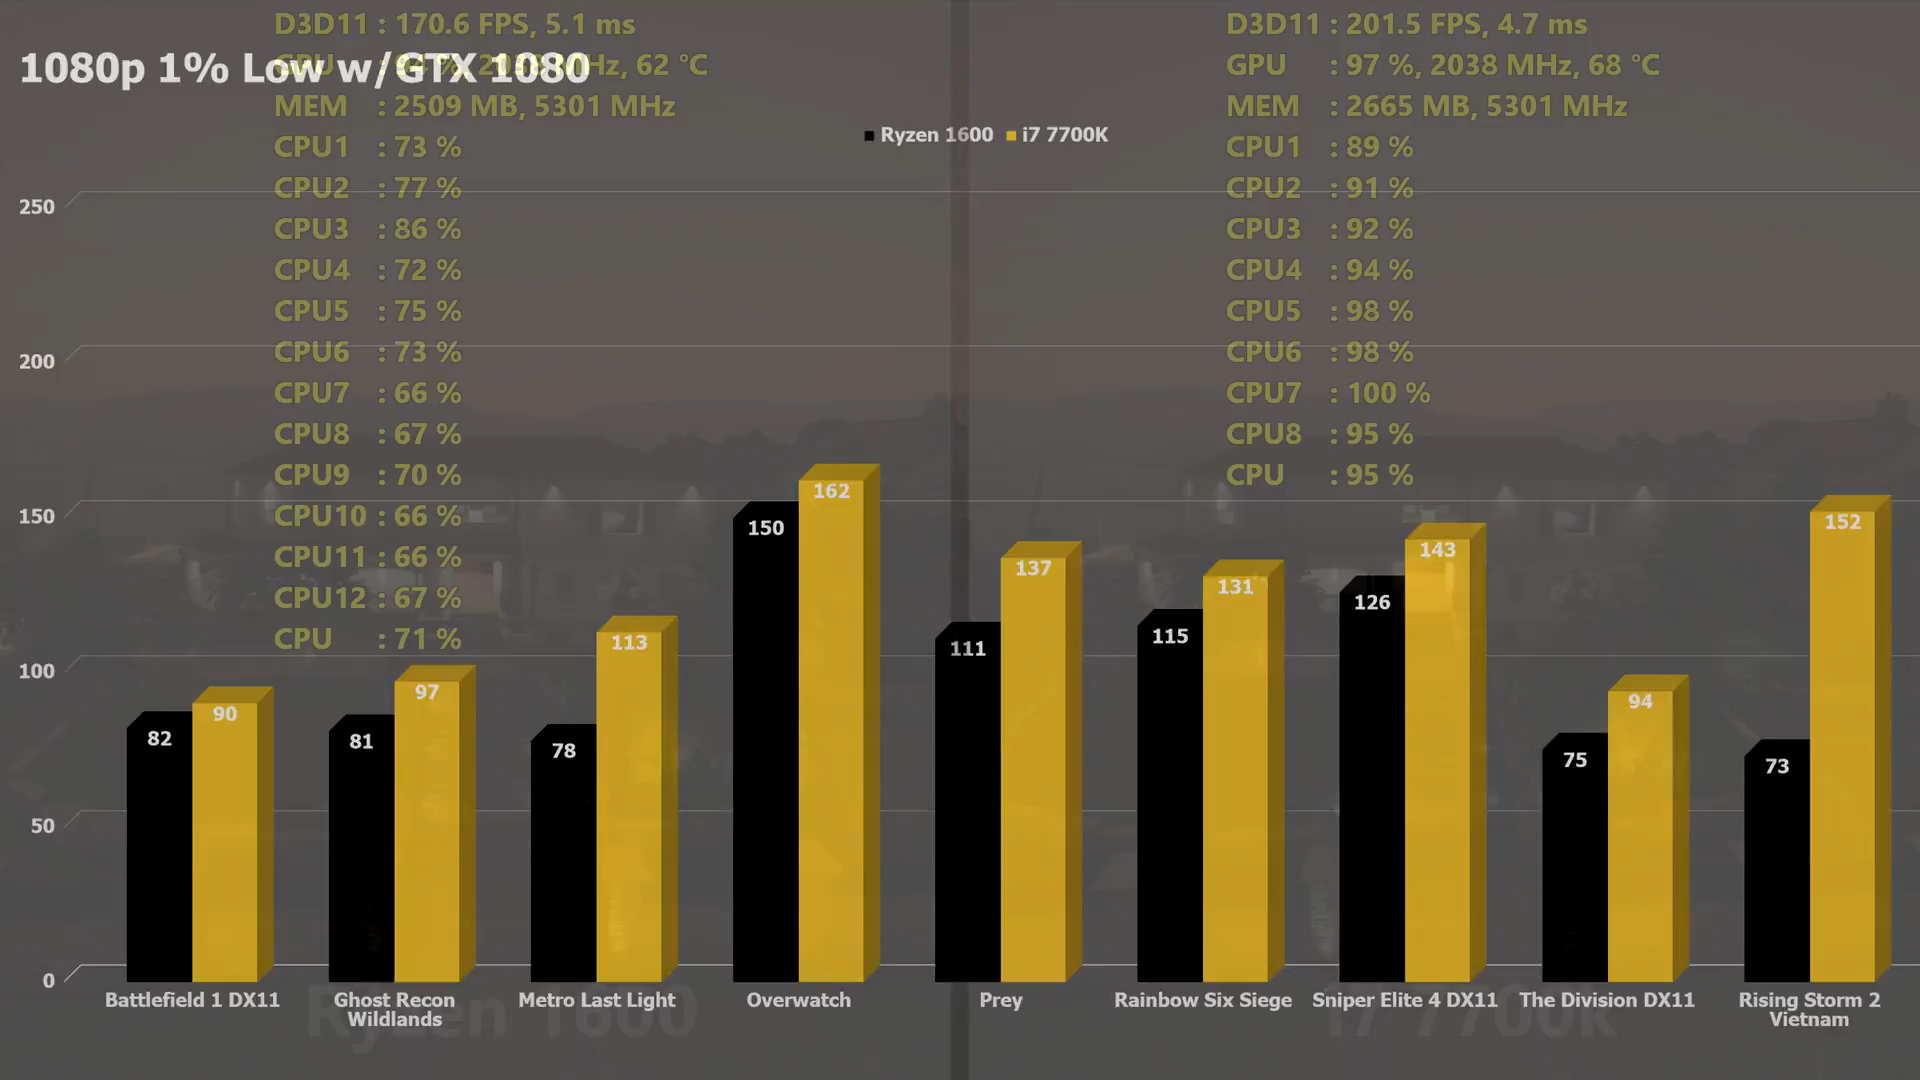 D3D11 : 170.6 FPS, 5.1 ms
D3D11 : 201.5 FPS, 4.7 ms
1080p 1% Low w/GTX 1080
GPU MHz, 62 °C
GPU : 97 %, 2038 MHz, 68 °C
MEM : 2509 MB, 5301 MHz
MEM : 2665 MB, 5301 MHz
Ryzen 1600 i7 7700K
CPU1 : 73 %
CPU2 : 77 %
CPU3 : 86 %
CPU4 : 72 %
CPU5 : 75 %
CPU6 : 73 %
CPU7 : 66 %
CPU8 : 67 %
CPU9 : 70 %
CPU10 : 66 %
CPU11 : 66 %
CPU12 : 67 %
CPU : 71 %
CPU1 : 89 %
CPU2 : 91 %
CPU3 : 92 %
CPU4 : 94 %
CPU5 : 98 %
CPU6 : 98 %
CPU7 : 100 %
CPU8 : 95 %
CPU : 95 %
250
200
150
100
50
0
82 90
81 97
78 113
150 162
111 137
115 131
126 143
75 94
73 152
Battlefield 1 DX11
Ghost Recon
Wildlands
Metro Last Light
Overwatch
Prey
Rainbow Six Siege
Sniper Elite 4 DX11
The Division DX11
Rising Storm 2
Vietnam
Ryzen 1600
i7 7700k